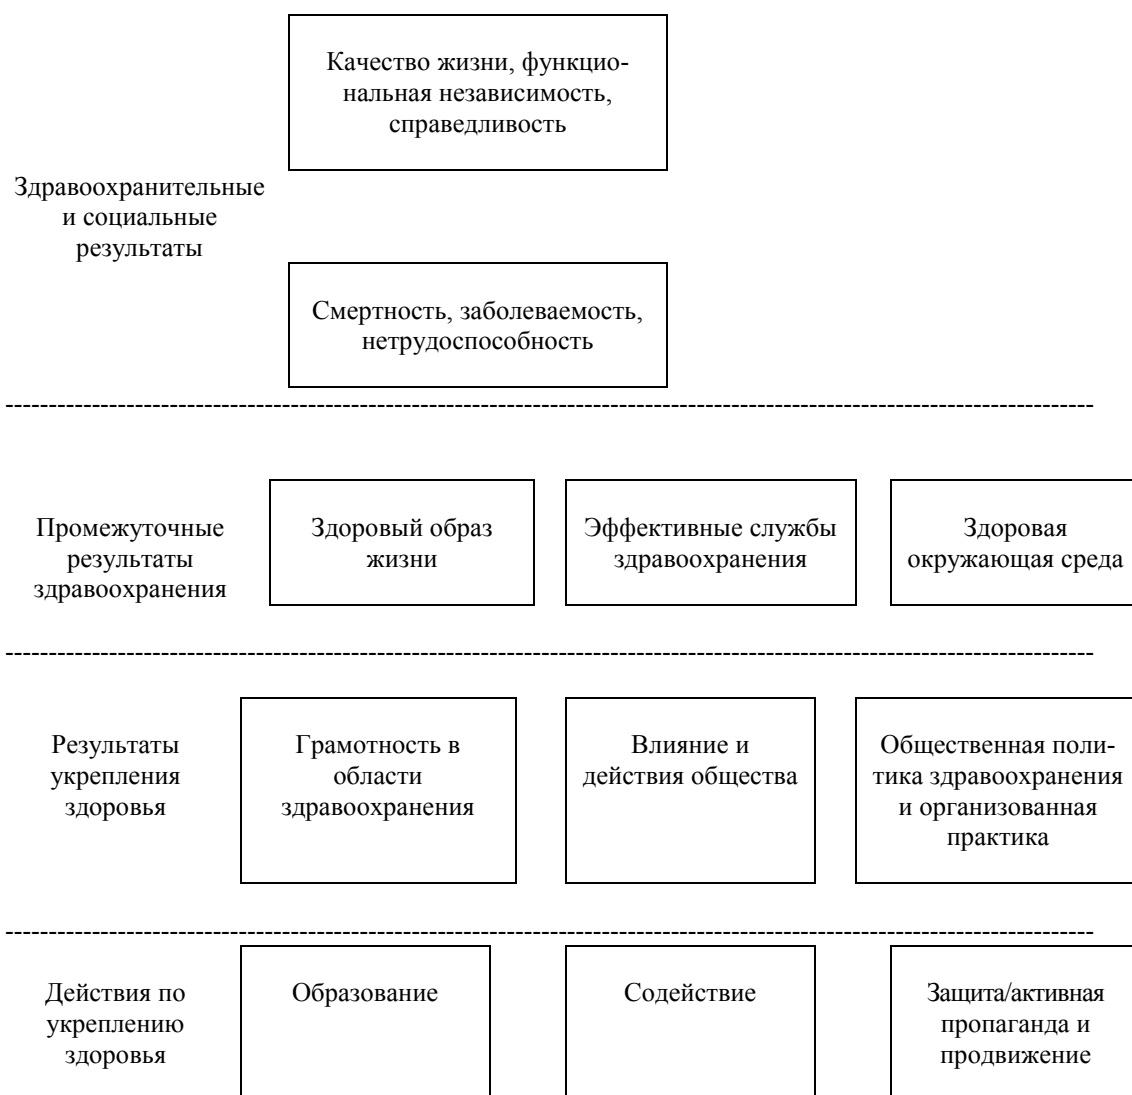 Качество жизни, функцио-
нальная независимость,
справедливость
Здравоохранительные
и социальные
результаты
Смертность, заболеваемость,
нетрудоспособность
Промежуточные
результаты
здравоохранения
Здоровый образ
жизни
Эффективные службы
здравоохранения
Здоровая
окружающая среда
Результаты
укрепления
здоровья
Грамотность в
области
здравоохранения
Влияние и
действия общества
Общественная поли-
тика здравоохранения
и организованная
практика
Действия по
укреплению
здоровья
Образование
Содействие
Защита/активная
пропаганда и
продвижение